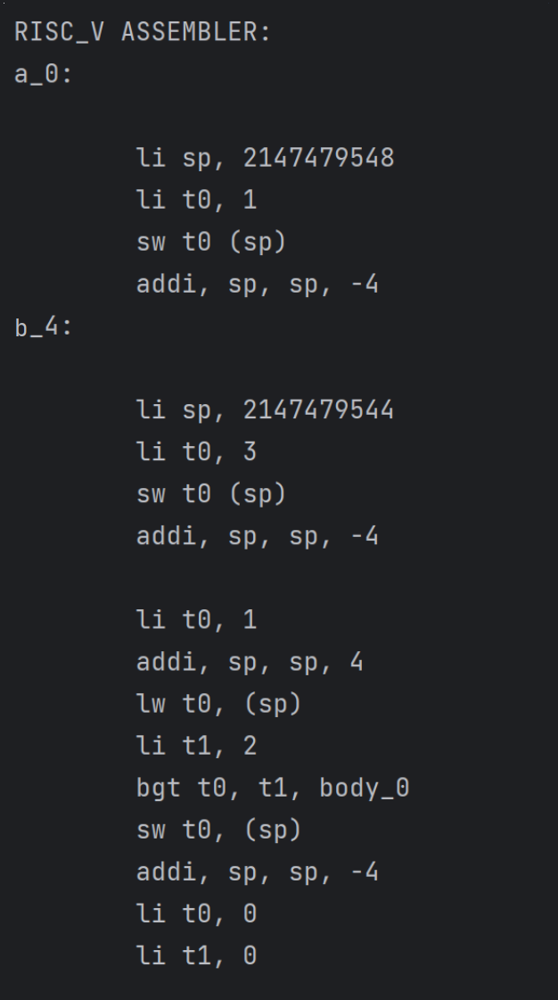 RISC_V ASSEMBLER:
a_0:
li sp, 2147479548
li t0, 1
sw t0 (sp)
addi, sp, sp, -4
b_4:
li sp, 2147479544
li t0, 3
sw t0 (sp)
addi, sp, sp, -4
li t0, 1
addi, sp, sp, 4
lw t0, (sp)
li t1, 2
bgt t0, t1, body_0
sw t0, (sp)
addi, sp, sp, -4
li t0, 0
li t1, 0